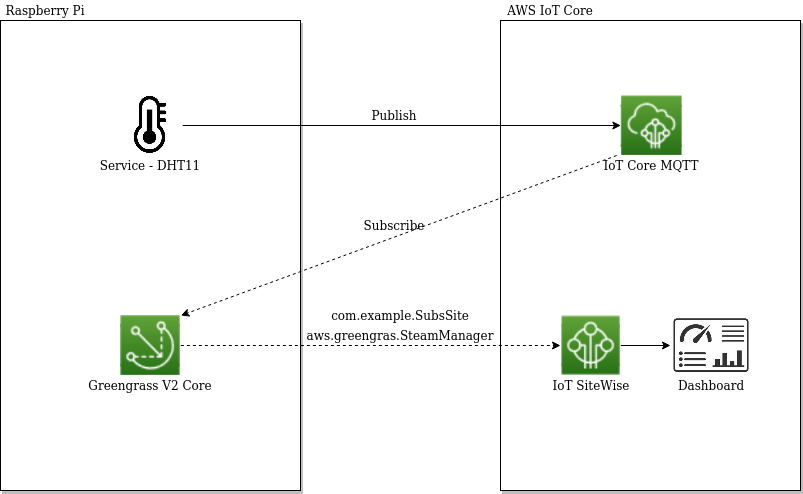 Raspberry Pi
AWS IoT Core
Publish
Service - DHT11
IoT Core MQTT
Subscribe
com.example.SubsSite
aws.greengras.SteamManager
Greengrass V2 Core
IoT SiteWise
Dashboard